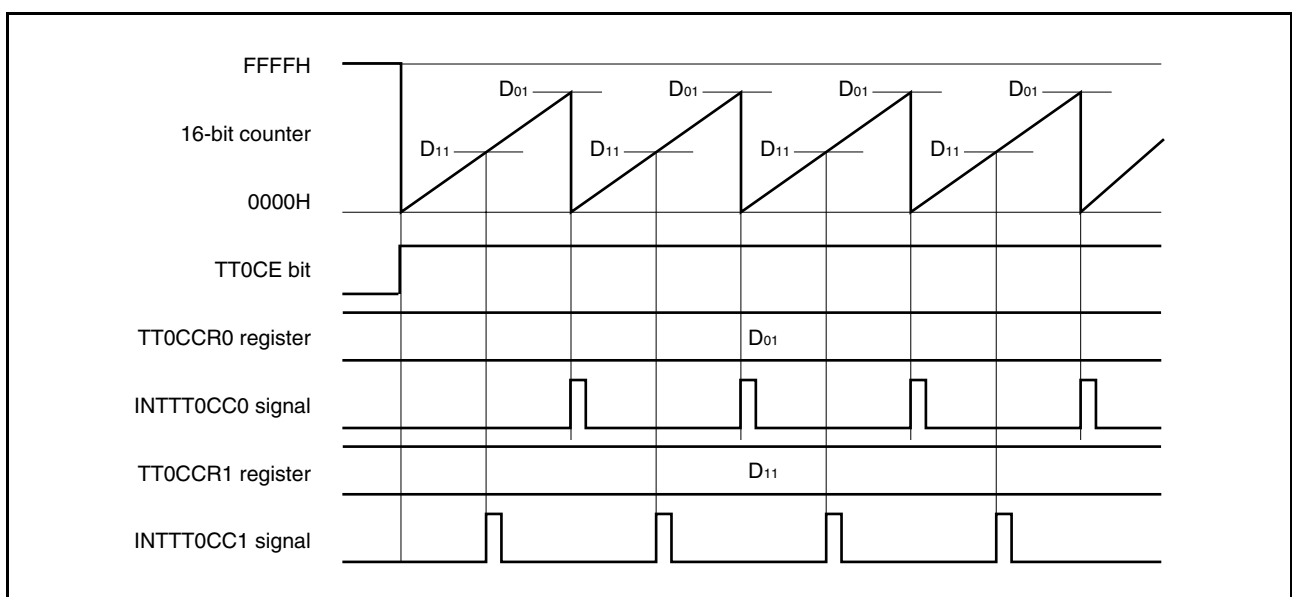 FFFFH
D01 D01 D01 D01
16-bit counter
D11 D11 D11 D11
0000H
TT0CE bit
TT0CCR0 register
D01
INTTT0CC0 signal
TT0CCR1 register
D11
INTTT0CC1 signal